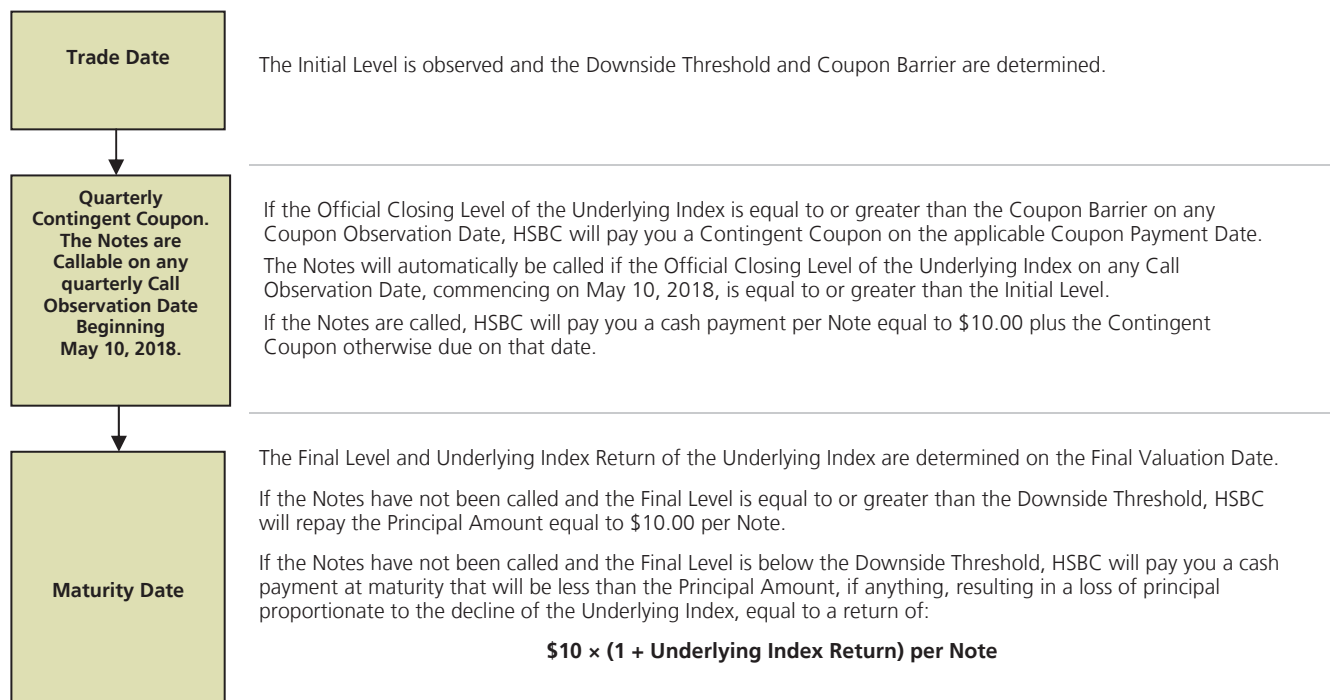 Trade Date
The Initial Level is observed and the Downside Threshold and Coupon Barrier are determined.
Quarterly
Contingent Coupon.
The Notes are
Callable on any
quarterly Call
Observation Date
Beginning
May 10, 2018.
If the Official Closing Level of the Underlying Index is equal to or greater than the Coupon Barrier on any
Coupon Observation Date, HSBC will pay you a Contingent Coupon on the applicable Coupon Payment Date.
The Notes will automatically be called if the Official Closing Level of the Underlying Index on any Call
Observation Date, commencing on May 10, 2018, is equal to or greater than the Initial Level.
If the Notes are called, HSBC will pay you a cash payment per Note equal to $10.00 plus the Contingent
Coupon otherwise due on that date.
Maturity Date
The Final Level and Underlying Index Return of the Underlying Index are determined on the Final Valuation Date.
If the Notes have not been called and the Final Level is equal to or greater than the Downside Threshold, HSBC
will repay the Principal Amount equal to $10.00 per Note.
If the Notes have not been called and the Final Level is below the Downside Threshold, HSBC will pay you a cash
payment at maturity that will be less than the Principal Amount, if anything, resulting in a loss of principal
proportionate to the decline of the Underlying Index, equal to a return of:
$10 × (1 + Underlying Index Return) per Note